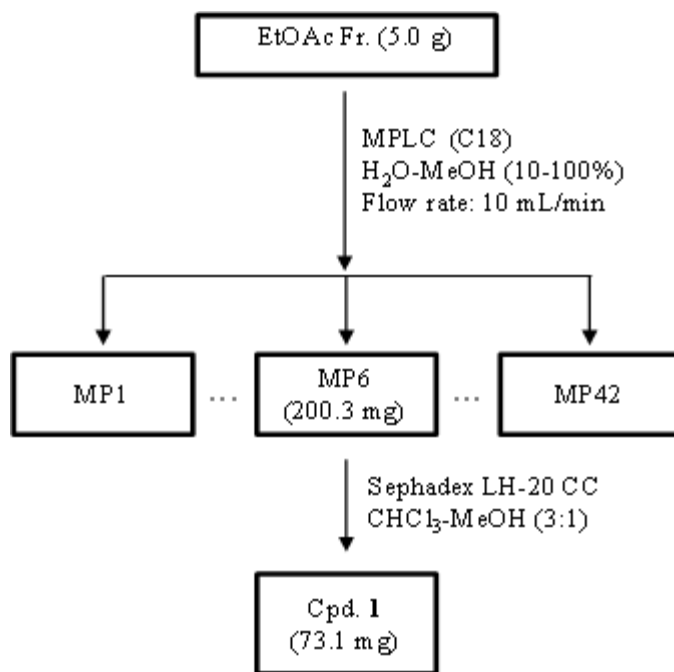 EtOAc Fr. (5.0 g)
MPLC (C18)
H₂O-MeOH (10-100%)
Flow rate: 10 mL/min
MP1
...
MP6
(200.3 mg)
...
MP42
Sephadex LH-20 CC
CHCl₃-MeOH (3:1)
Cpd. 1
(73.1 mg)